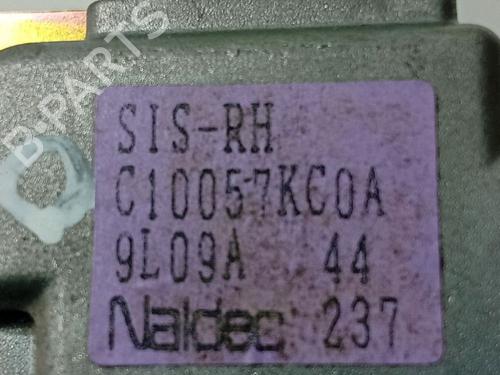 B-PARTS
SIS-RH
C10057KC0A
9L09A 44
Naldec 237